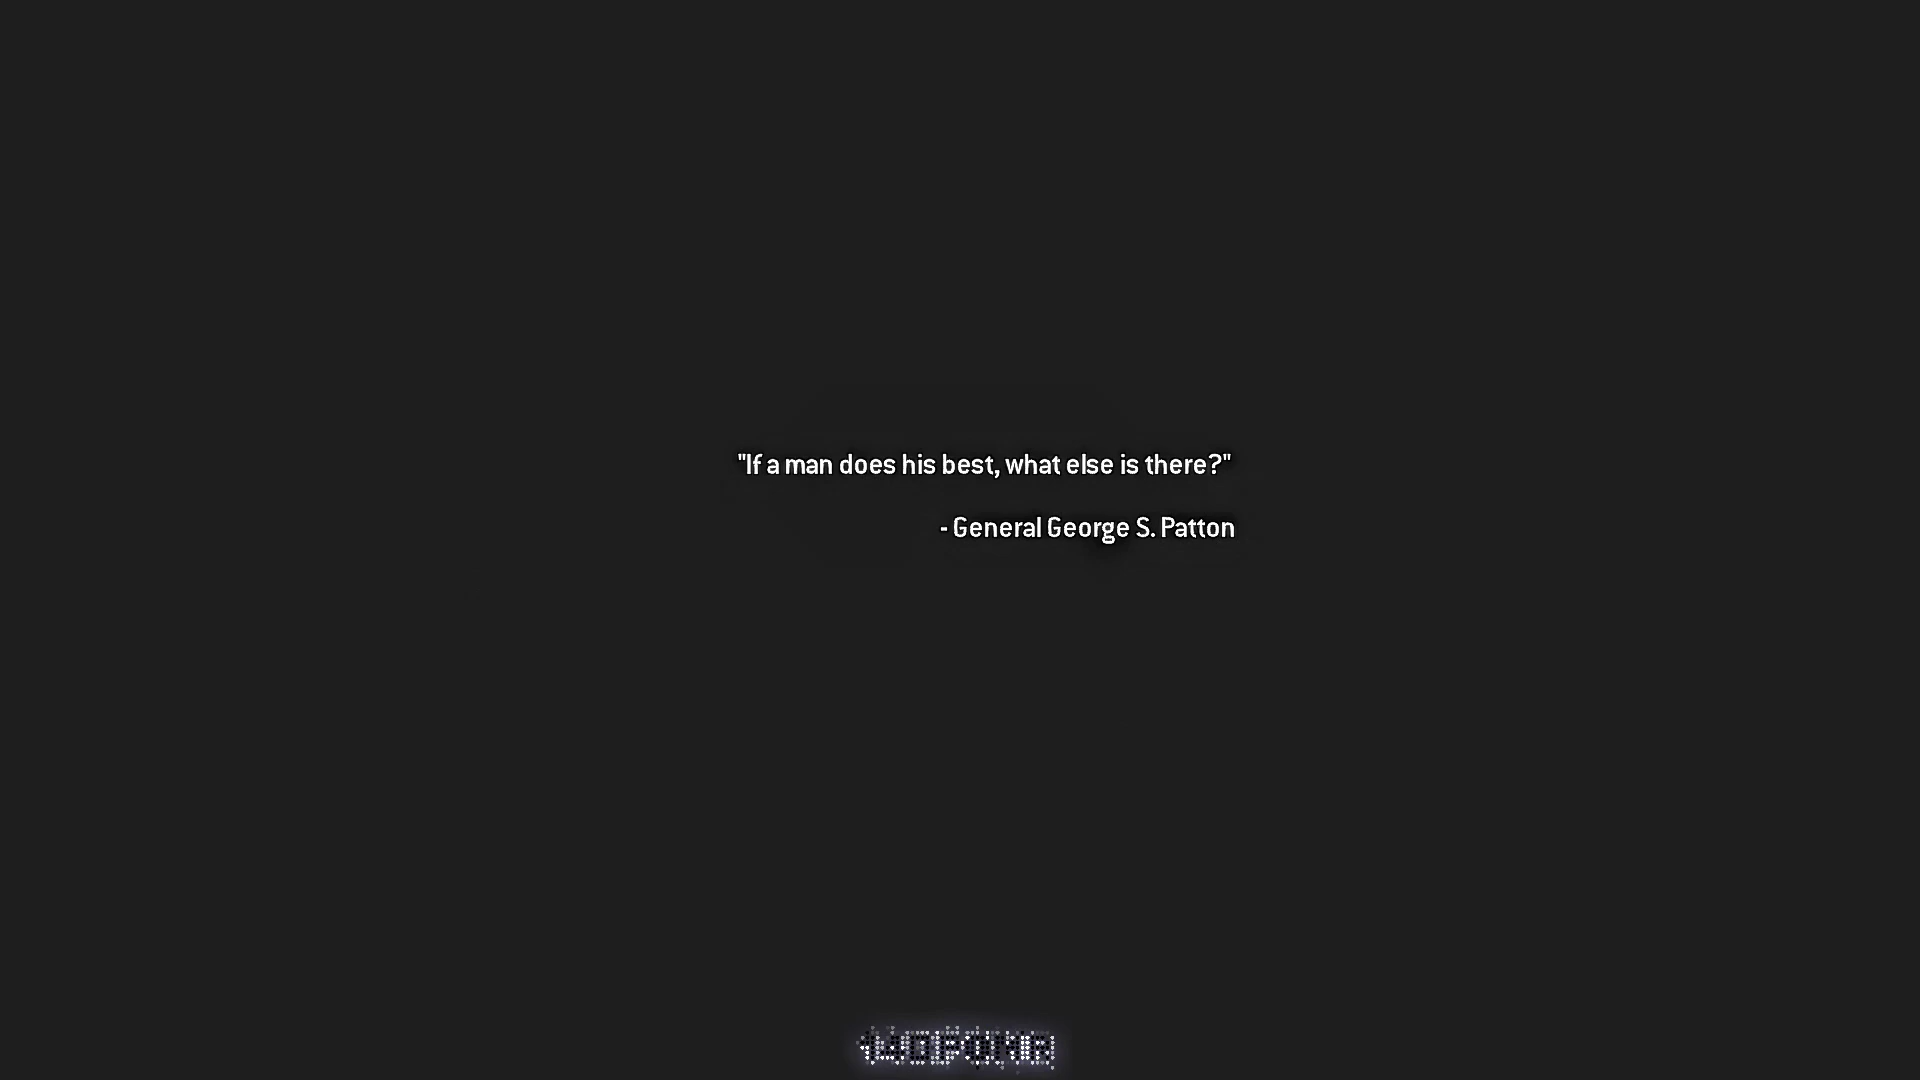 "If a man does his best, what else is there?"
- General George S. Patton